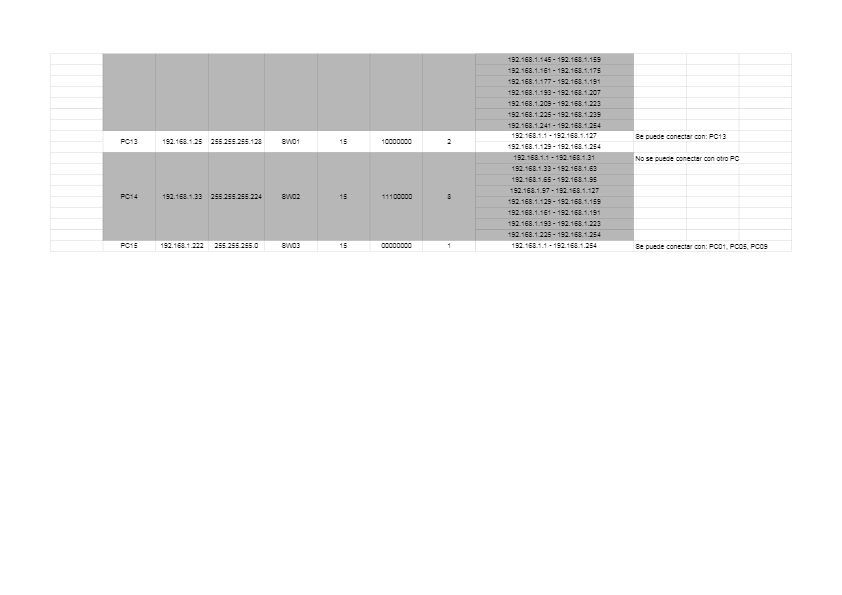 192.168.1.145 - 192.168.1.159
192.168.1.161 - 192.168.1.175
192.168.1.177 - 192.168.1.191
192.168.1.193 - 192.168.1.207
192.168.1.209 - 192.168.1.223
192.168.1.225 - 192.168.1.239
192.168.1.241 - 192.168.1.254
PC13 192.168.1.25 255.255.255.128 SW01 15 10000000 2 192.168.1.1 - 192.168.1.127 Se puede conectar con: PC13
192.168.1.129 - 192.168.1.254
192.168.1.1 - 192.168.1.31 No se puede conectar con otro PC
192.168.1.33 - 192.168.1.63
192.168.1.65 - 192.168.1.95
PC14 192.168.1.33 255.255.255.224 SW02 15 11100000 8 192.168.1.97 - 192.168.1.127
192.168.1.129 - 192.168.1.159
192.168.1.161 - 192.168.1.191
192.168.1.193 - 192.168.1.223
192.168.1.225 - 192.168.1.254
PC15 192.168.1.222 255.255.255.0 SW03 15 00000000 1 192.168.1.1 - 192.168.1.254 Se puede conectar con: PC01, PC05, PC09